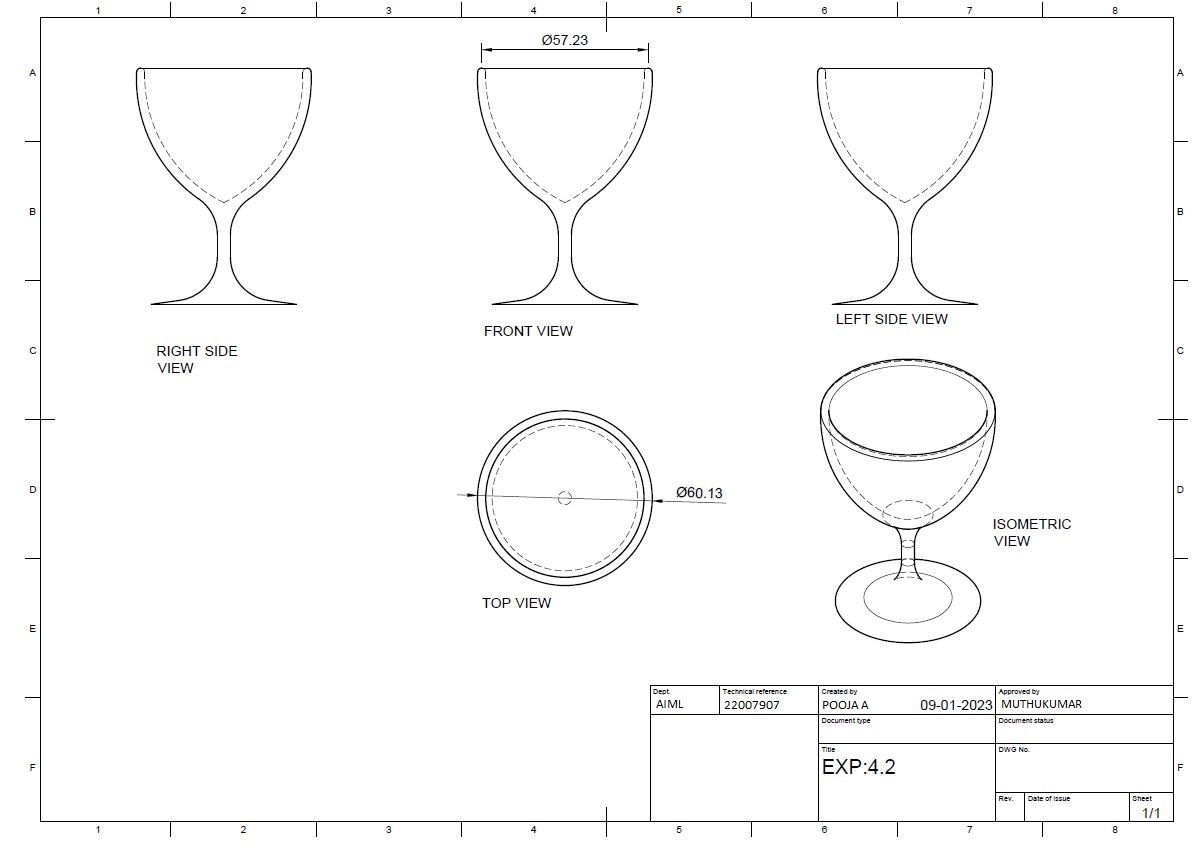 1 2 3 4 5 6 7 8
A A
Ø57.23
B B
LEFT SIDE VIEW
FRONT VIEW
RIGHT SIDE
VIEW
C C
D D
Ø60.13
ISOMETRIC
VIEW
TOP VIEW
E E
Dept. Technical reference Created by Approved by
AIML 22007907 POOJA A 09-01-2023 MUTHUKUMAR
Document type Document status
Title DWG No.
EXP:4.2
F F
Rev. Date of issue Sheet
1/1
1 2 3 4 5 6 7 8